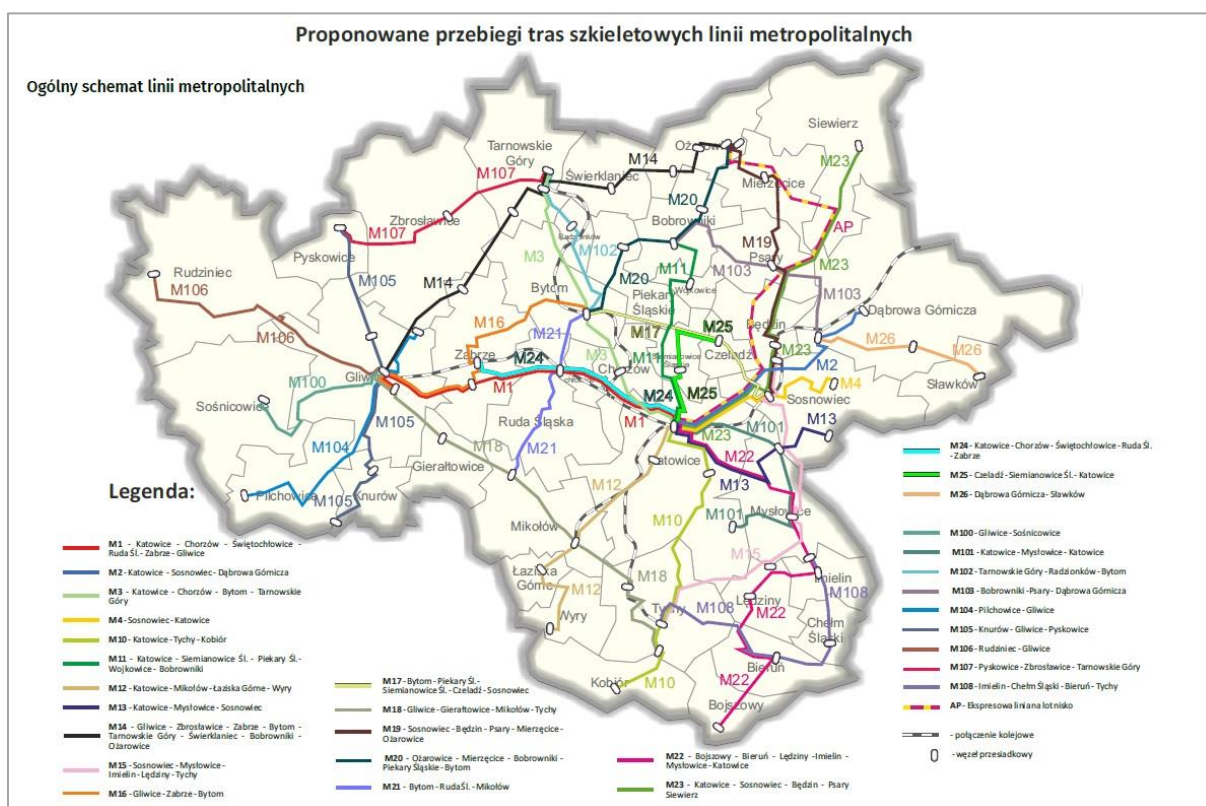 Proponowane przebiegi tras szkieletowych linii metropolitalnych
Ogólny schemat linii metropolitalnych
Siewierz
Tarnowskie
Góry
M14
M23
Świerklaniec
Mierzęcice
M107
M20
Zbrosławice
Bobrowniki
AP
M107
M102
M19
Pyskowice
M3
Psary
M23
M11
M103
Rudziniec
M105
M14
M20
Wojkowice
M103
M106
Bytom
Piekary
Śląskie
Dąbrowa Górnicza
M21
M16
M17
M25
Będzin
M106
M26
M24
M3
M11
Czeladź
M23
M2
M26
Zabrze
Chorzów
M4
Sławków
M100
M1
M25
Sosnowiec
Sośnicowice
M24
M105
Ruda Śląska
M1
M101
M13
M23
M104
M18
M21
Katowice
M22
Gierałtowice
M12
M13
Pilchowice
M105
Knurów
M10
M101
Mysłowice
Mikołów
M15
Łaziska
Górne
M18
Imielin
M12
Tychy
M108
Lędziny
M108
Wyry
M22
Chełm
Śląski
Bieruń
Kobiór
M10
M22
Bojszowy
Legenda:
M1 - Katowice - Chorzów - Świętochłowice -
Ruda Śl. - Zabrze - Gliwice
M2 - Katowice - Sosnowiec - Dąbrowa Górnicza
M3 - Katowice - Chorzów - Bytom - Tarnowskie
Góry
M4 - Sosnowiec - Katowice
M10 - Katowice - Tychy - Kobiór
M11 - Katowice - Siemianowice Śl. - Piekary Śl.-
Wojkowice - Bobrowniki
M12 - Katowice - Mikołów - Łaziska Górne - Wyry
M13 - Katowice - Mysłowice - Sosnowiec
M14 - Gliwice - Zbrosławice - Zabrze - Bytom -
Tarnowskie Góry - Świerklaniec - Bobrowniki -
Ożarowice
M15 - Sosnowiec - Mysłowice -
Imielin - Lędziny - Tychy
M16 - Gliwice - Zabrze - Bytom
M17 - Bytom - Piekary Śl.-
Siemianowice Śl. - Czeladź - Sosnowiec
M18 - Gliwice - Gierałtowice - Mikołów - Tychy
M19 - Sosnowiec - Będzin - Psary - Mierzęcice -
Ożarowice
M20 - Ożarowice - Mierzęcice - Bobrowniki -
Piekary Śląskie - Bytom
M21 - Bytom - Ruda Śl. - Mikołów
M22 - Bojszowy - Bieruń - Lędziny - Imielin -
Mysłowice - Katowice
M23 - Katowice - Sosnowiec - Będzin - Psary
Siewierz
M24 - Katowice - Chorzów - Świętochłowice - Ruda Śl.
- Zabrze
M25 - Czeladź - Siemianowice Śl. - Katowice
M26 - Dąbrowa Górnicza - Sławków
M100 - Gliwice - Sośnicowice
M101 - Katowice - Mysłowice - Katowice
M102 - Tarnowskie Góry - Radzionków - Bytom
M103 - Bobrowniki - Psary - Dąbrowa Górnicza
M104 - Pilchowice - Gliwice
M105 - Knurów - Gliwice - Pyskowice
M106 - Rudziniec - Gliwice
M107 - Pyskowice - Zbrosławice - Tarnowskie Góry
M108 - Imielin - Chełm Śląski - Bieruń - Tychy
AP - Ekspresowa linia na lotnisko
- połączenie kolejowe
- węzeł przesiadkowy